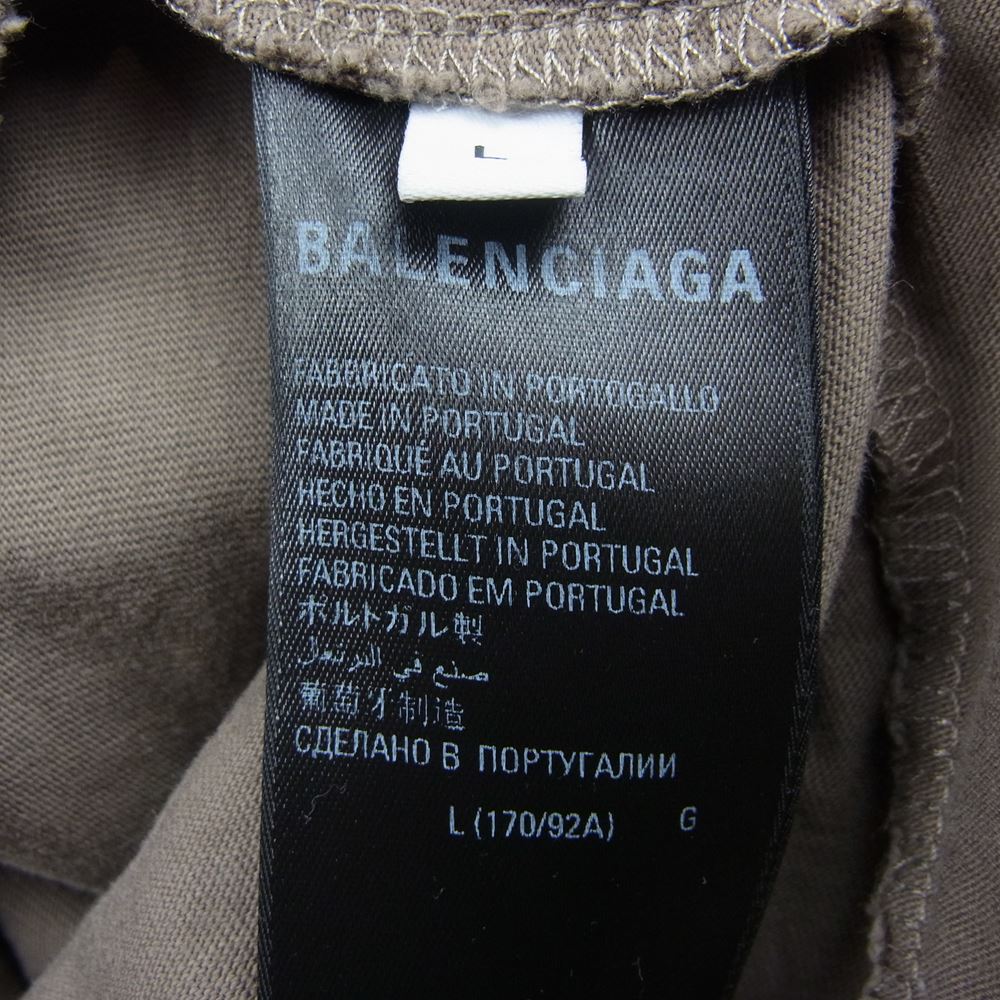 L
BALENCIAGA
FABBRICATO IN PORTOGALLO
MADE IN PORTUGAL
FABRIQUÉ AU PORTUGAL
HECHO EN PORTUGAL
HERGESTELLT IN PORTUGAL
FABRICADO EM PORTUGAL
ポルトガル製
صنع في البرتغال
葡萄牙制造
СДЕЛАНО В ПОРТУГАЛИИ
L (170/92A) G